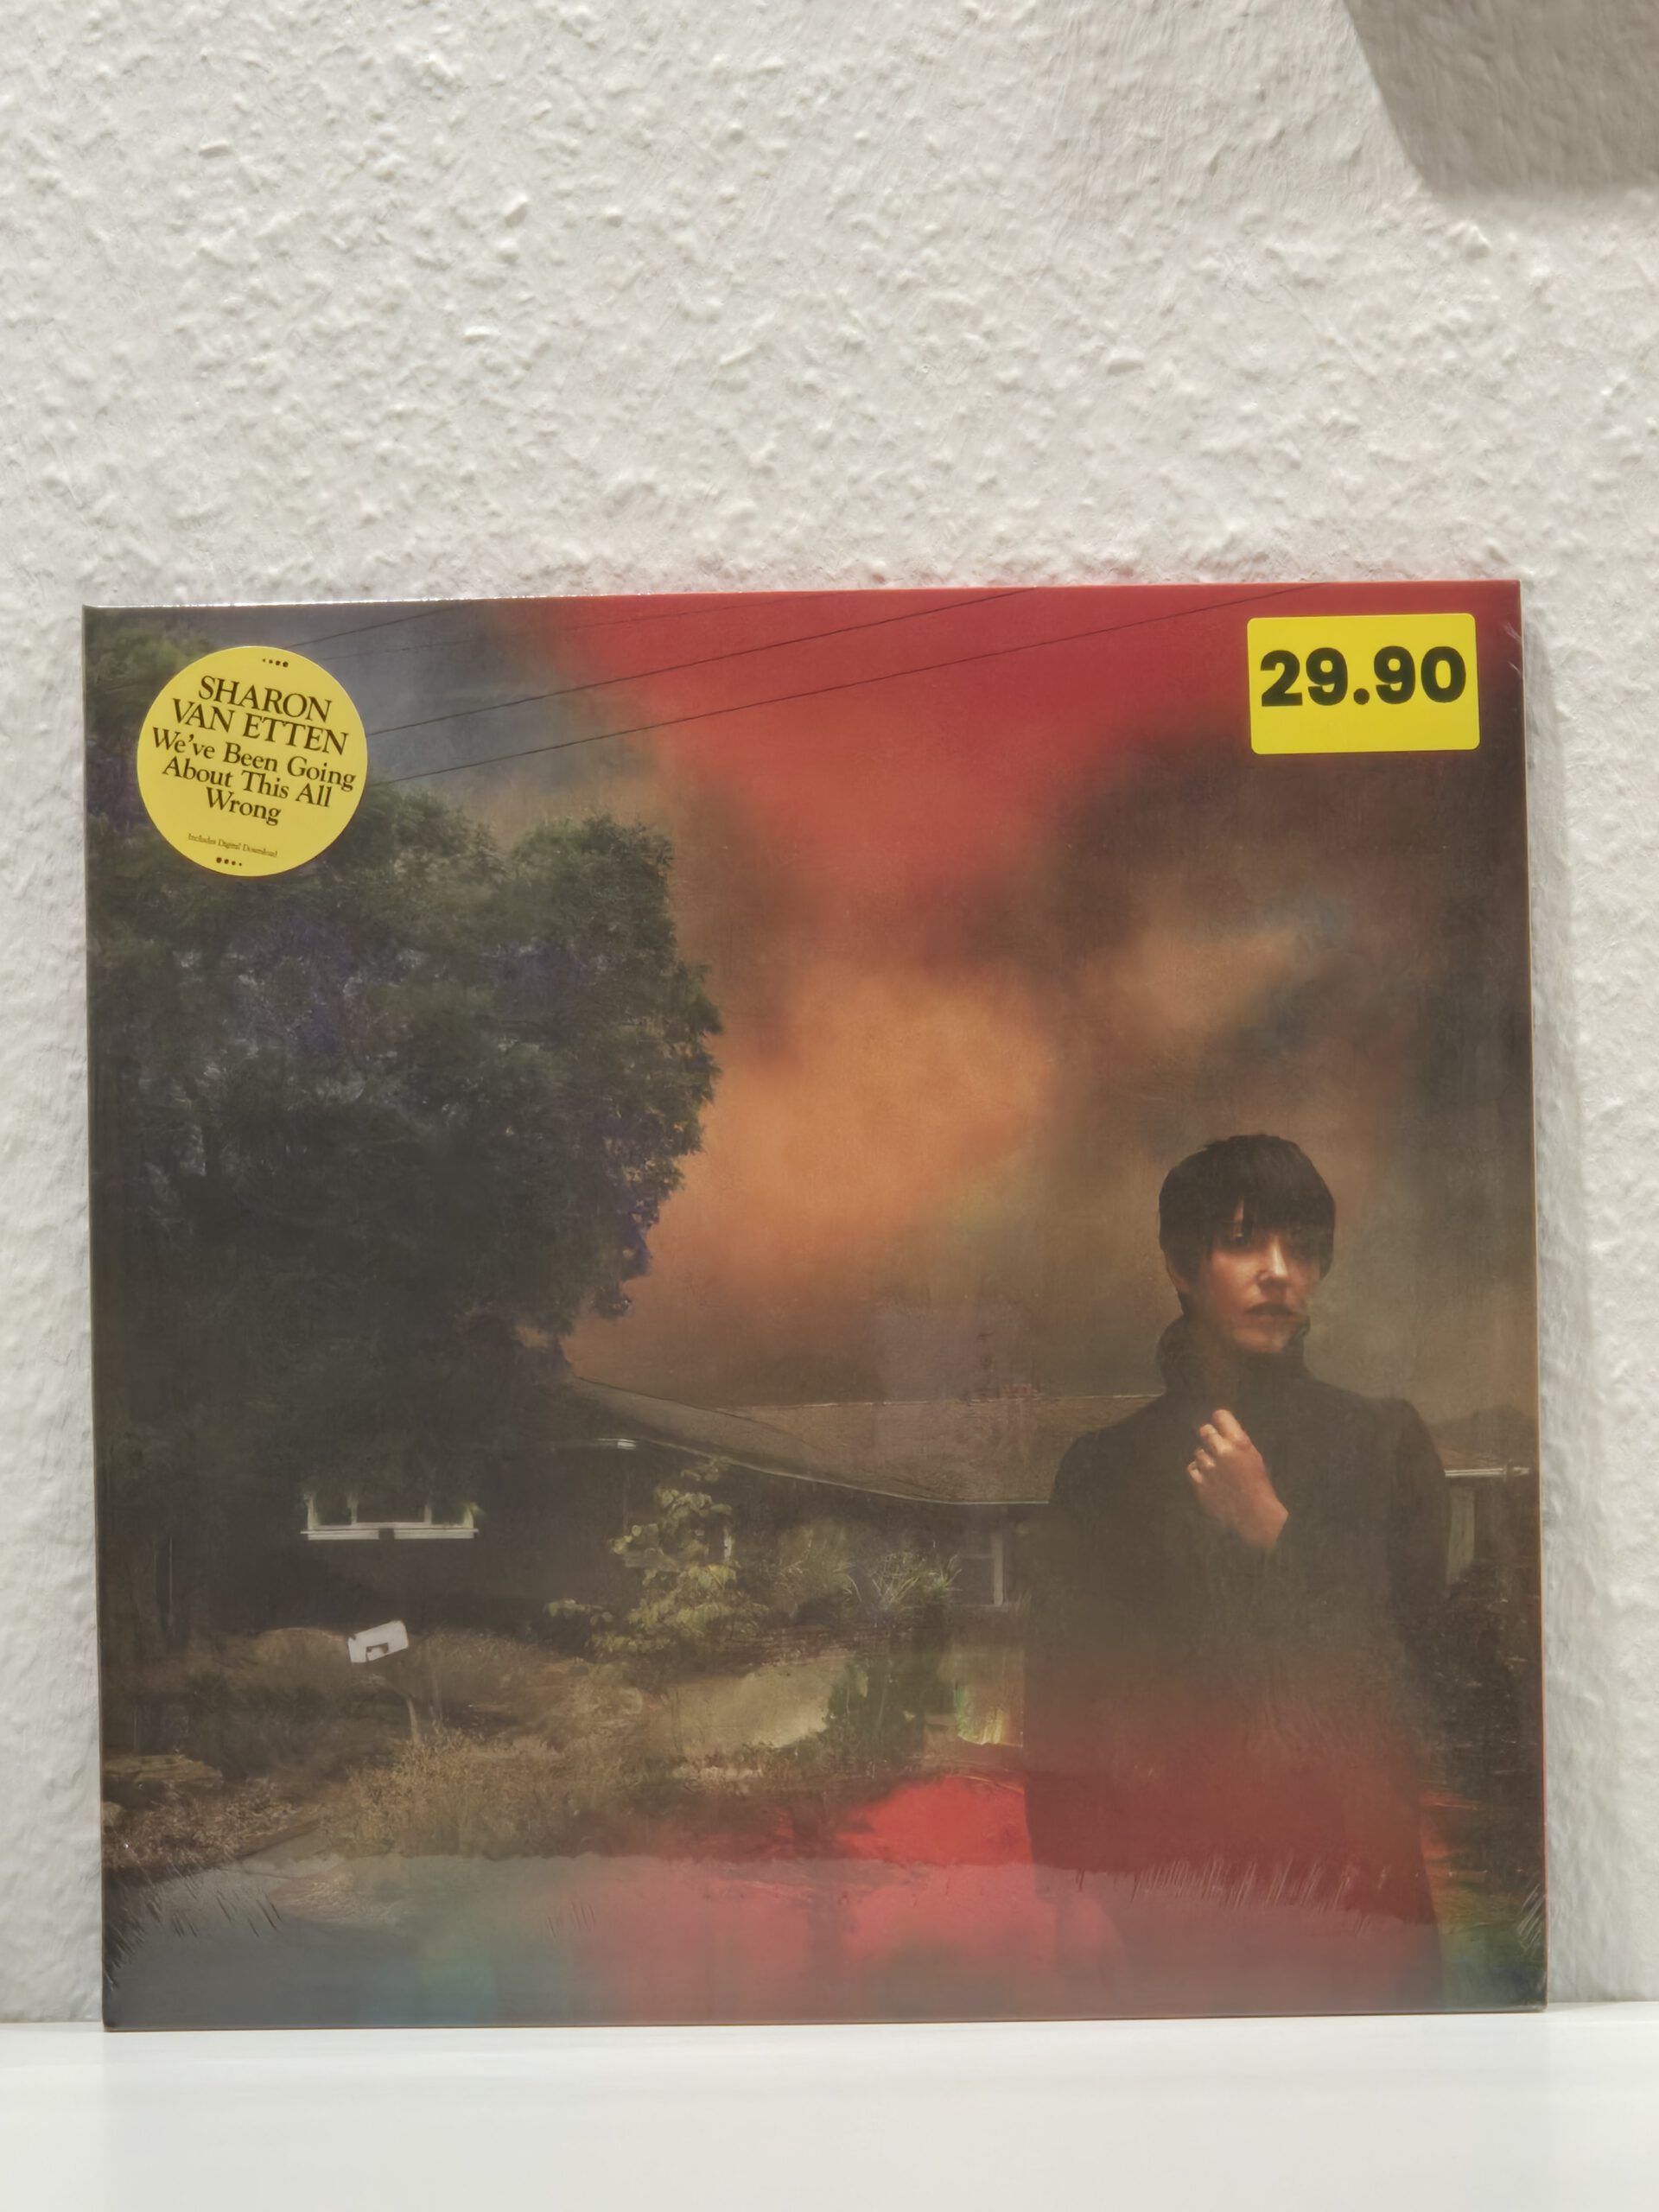 SHARON
VAN ETTEN
We've Been Going
About This All
Wrong
Includes Digital Download
29.90